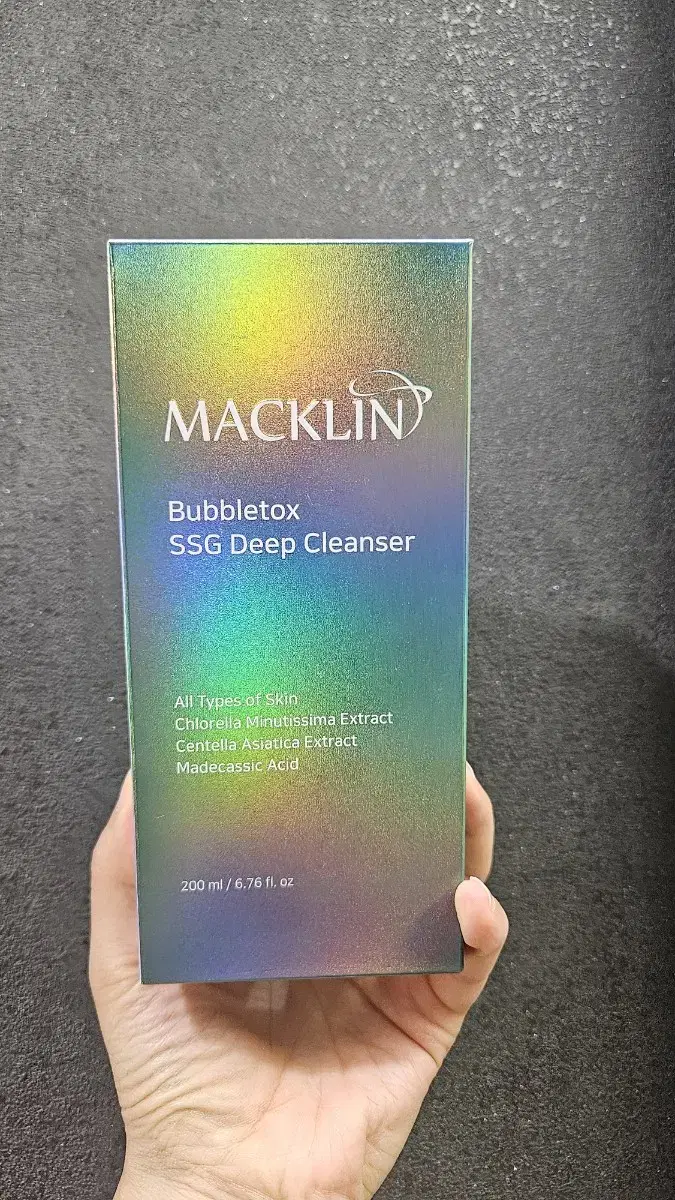 MACKLIN
Bubbletox
SSG Deep Cleanser
All Types of Skin
Chlorella Minutissima Extract
Centella Asiatica Extract
Madecassic Acid
200 ml / 6.76 fl. oz